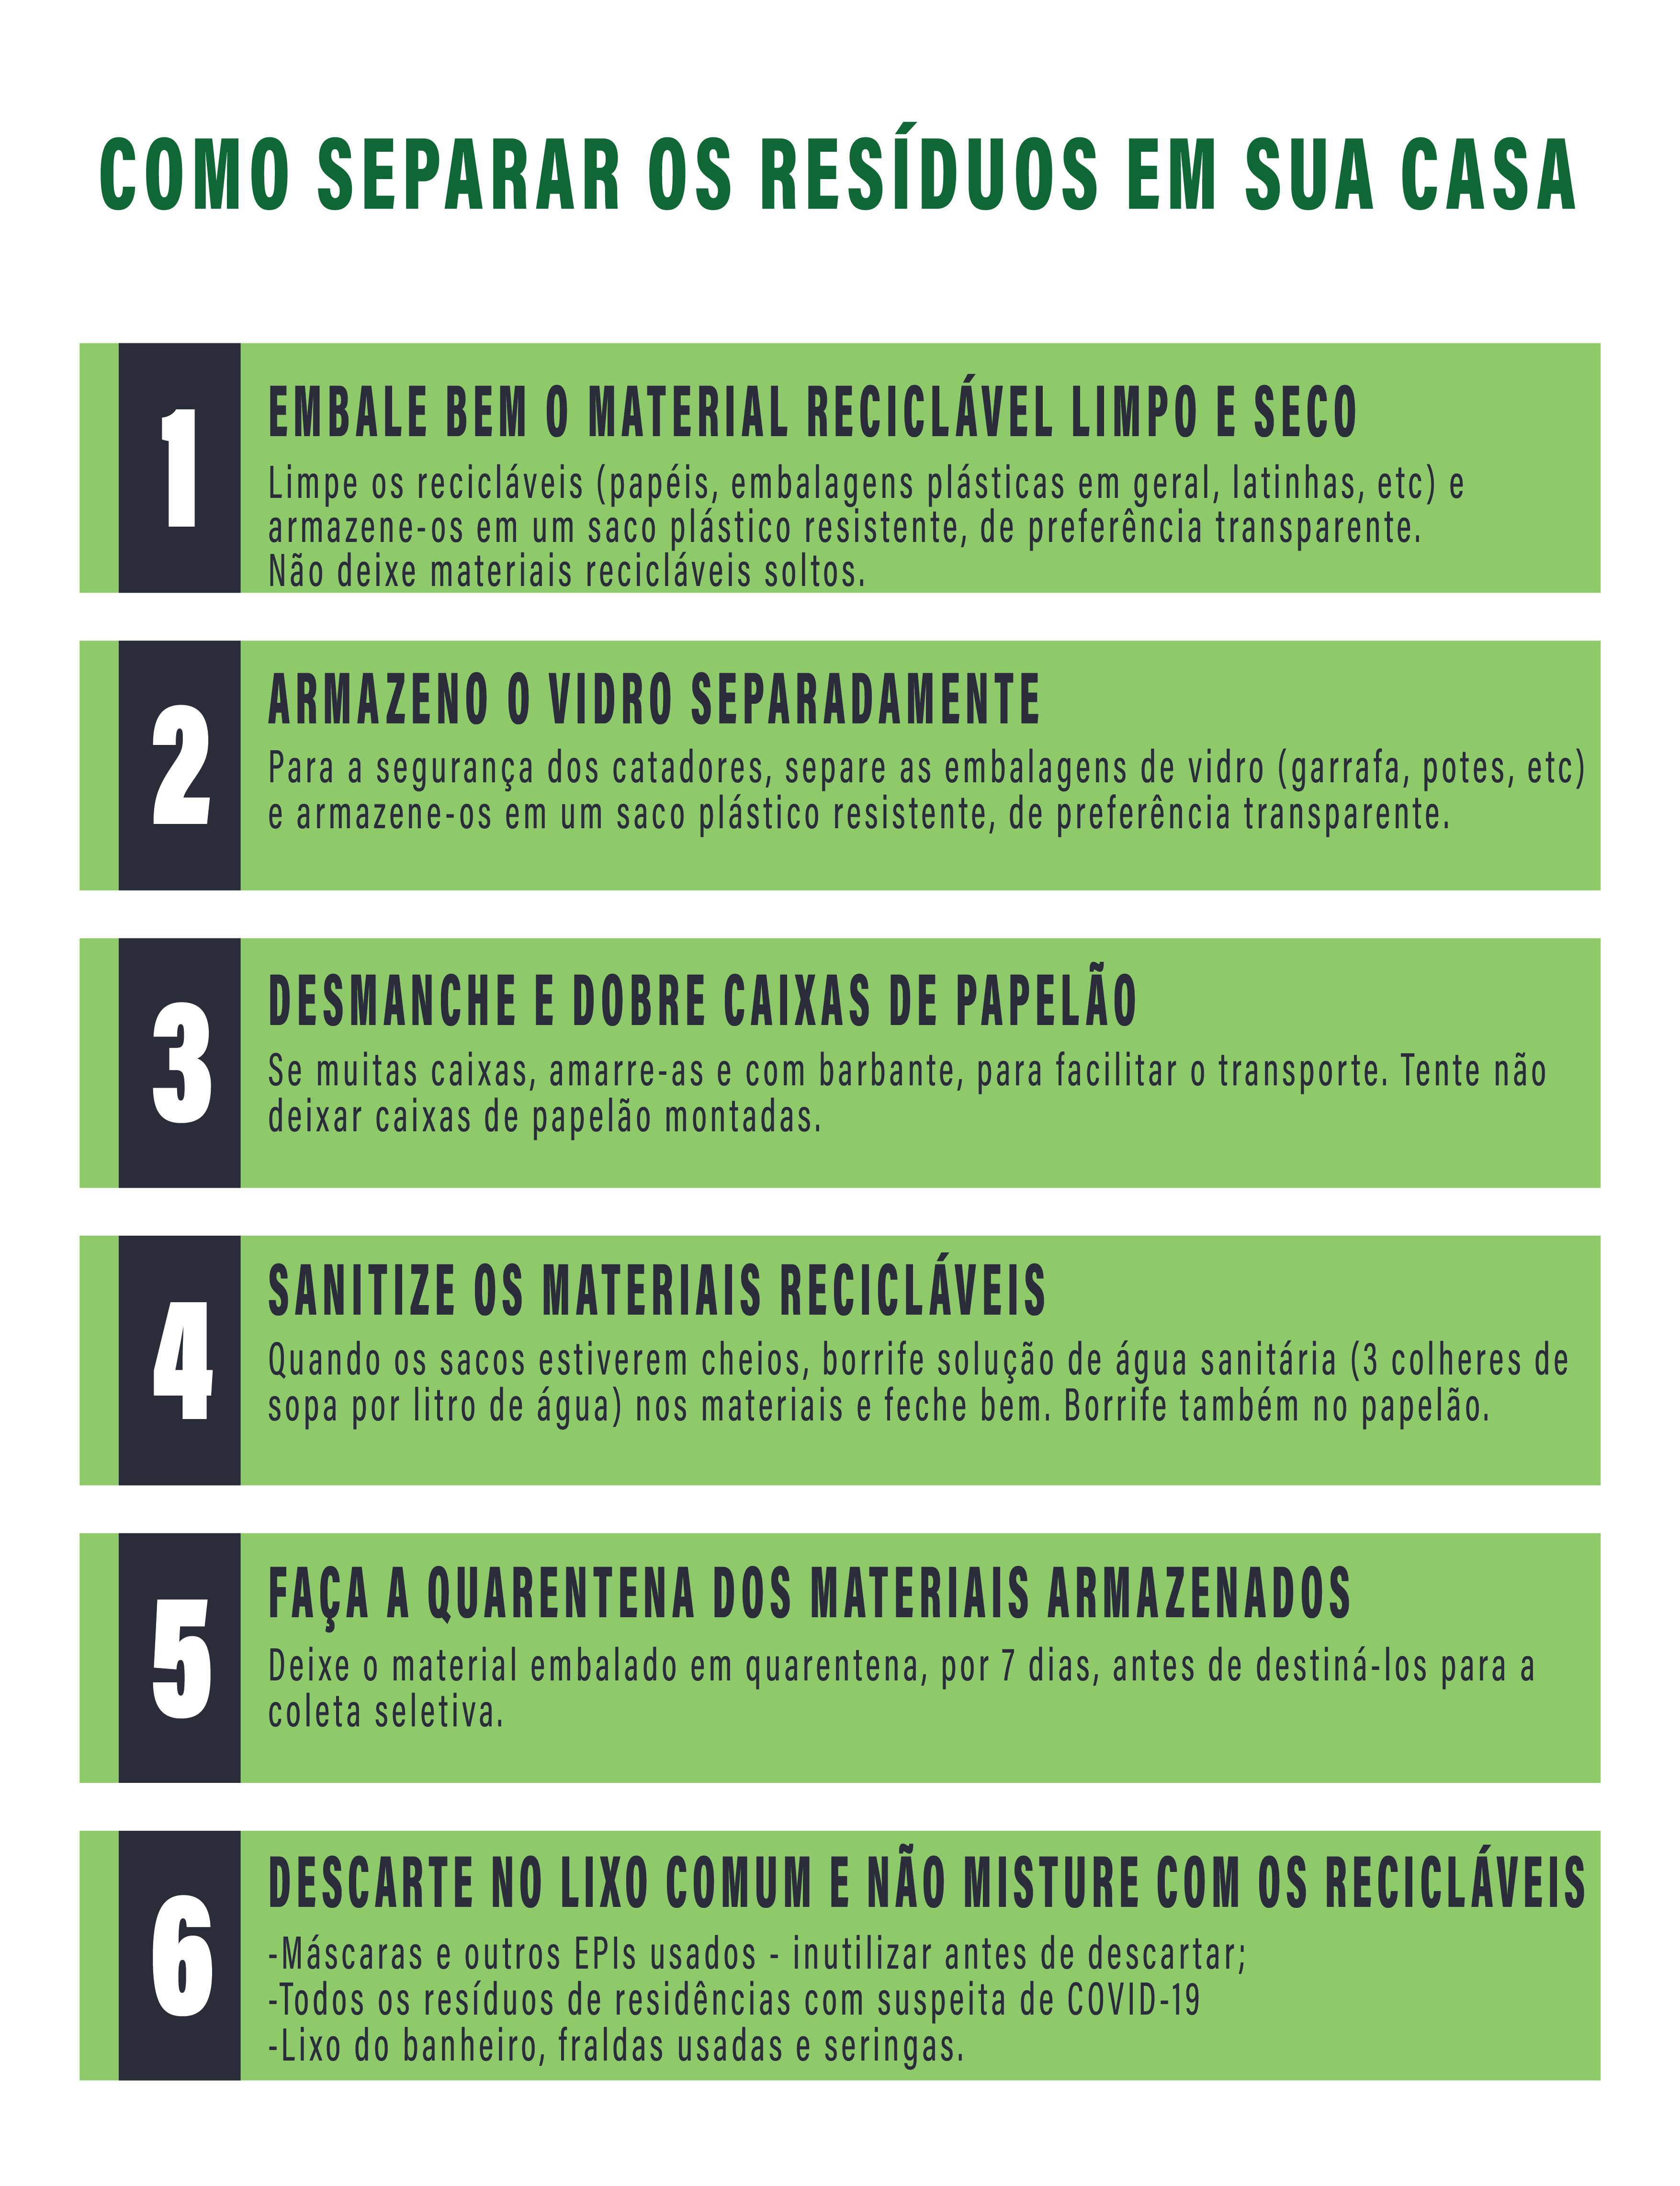 COMO SEPARAR OS RESÍDUOS EM SUA CASA
1
EMBALE BEM O MATERIAL RECICLÁVEL LIMPO E SECO
Limpe os recicláveis (papéis, embalagens plásticas em geral, latinhas, etc) e
armazene-os em um saco plástico resistente, de preferência transparente.
Não deixe materiais recicláveis soltos.
2
ARMAZENO O VIDRO SEPARADAMENTE
Para a segurança dos catadores, separe as embalagens de vidro (garrafa, potes, etc)
e armazene-os em um saco plástico resistente, de preferência transparente.
3
DESMANCHE E DOBRE CAIXAS DE PAPELÃO
Se muitas caixas, amarre-as e com barbante, para facilitar o transporte. Tente não
deixar caixas de papelão montadas.
4
SANITIZE OS MATERIAIS RECICLÁVEIS
Quando os sacos estiverem cheios, borrife solução de água sanitária (3 colheres de
sopa por litro de água) nos materiais e feche bem. Borrife também no papelão.
5
FAÇA A QUARENTENA DOS MATERIAIS ARMAZENADOS
Deixe o material embalado em quarentena, por 7 dias, antes de destiná-los para a
coleta seletiva.
6
DESCARTE NO LIXO COMUM E NÃO MISTURE COM OS RECICLÁVEIS
-Máscaras e outros EPIs usados - inutilizar antes de descartar;
-Todos os resíduos de residências com suspeita de COVID-19
-Lixo do banheiro, fraldas usadas e seringas.